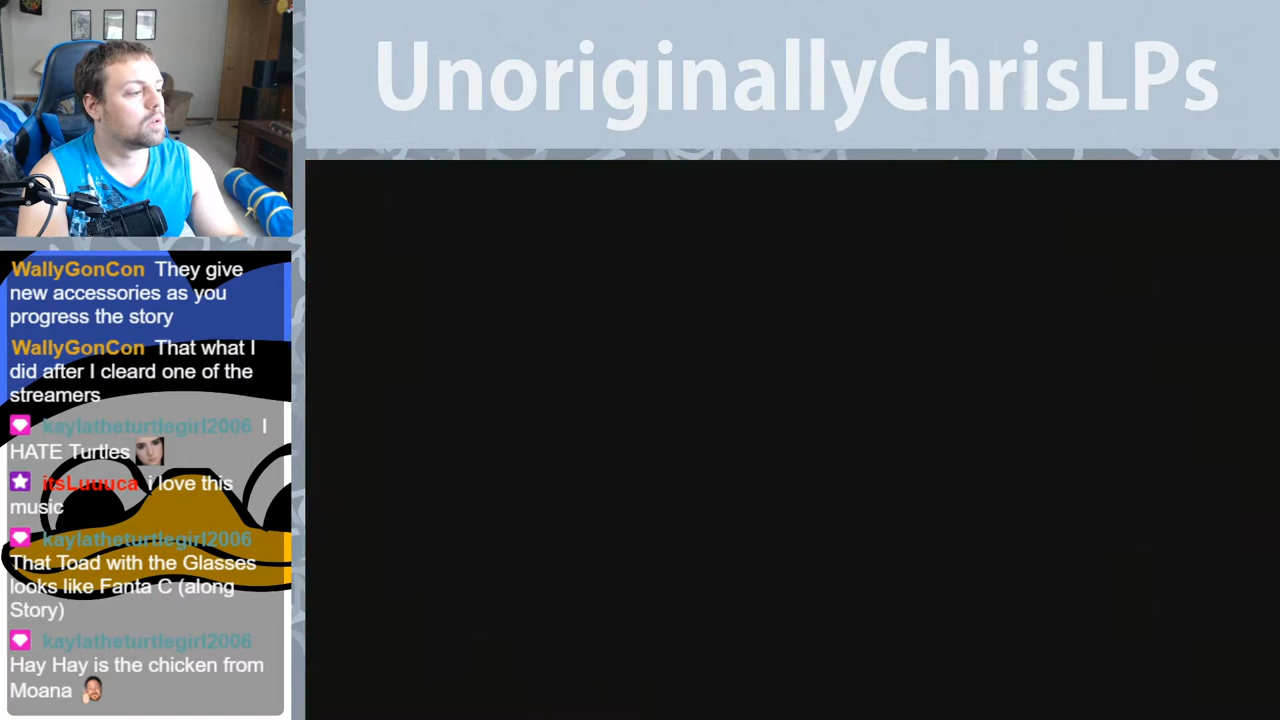 UnoriginallyChrisLPs
WallyGonCon They give
new accessories as you
progress the story
WallyGonCon That what I
did after I cleard one of the
streamers
kaylatheturtlegirl2006 I
HATE Turtles
itsLuuuca i love this
music
kaylatheturtlegirl2006
That Toad with the Glasses
looks like Fanta C (along
Story)
kaylatheturtlegirl2006
Hay Hay is the chicken from
Moana